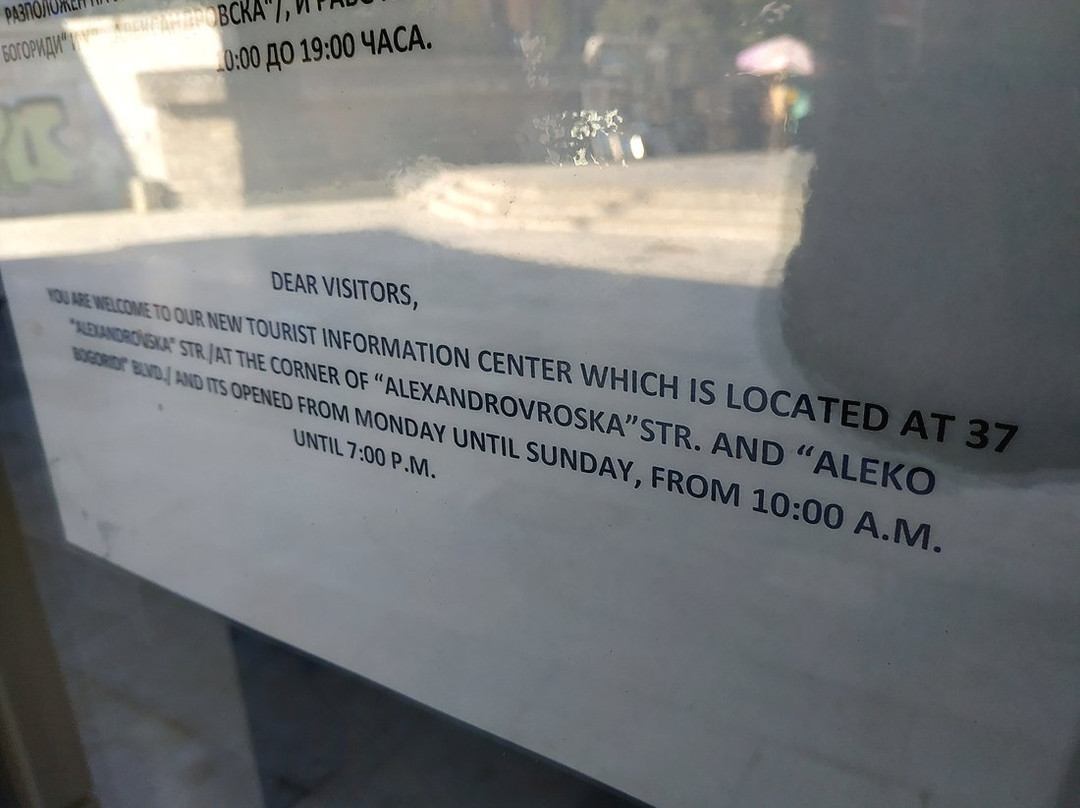 РАЗПОЛОЖЕН
"АЛЕКСАНДРОВСКА"/, И
БОГОРИДИ"
10:00 ДО 19:00 ЧАСА.
DEAR VISITORS,
YOU ARE WELCOME TO OUR NEW TOURIST INFORMATION CENTER WHICH IS LOCATED AT 37
"ALEXANDROVSKA" STR./AT THE CORNER OF "ALEXANDROVROSKA"STR. AND "ALEKO
BOGORIDI" BLVD./ AND ITS OPENED FROM MONDAY UNTIL SUNDAY, FROM 10:00 A.M.
UNTIL 7:00 P.M.